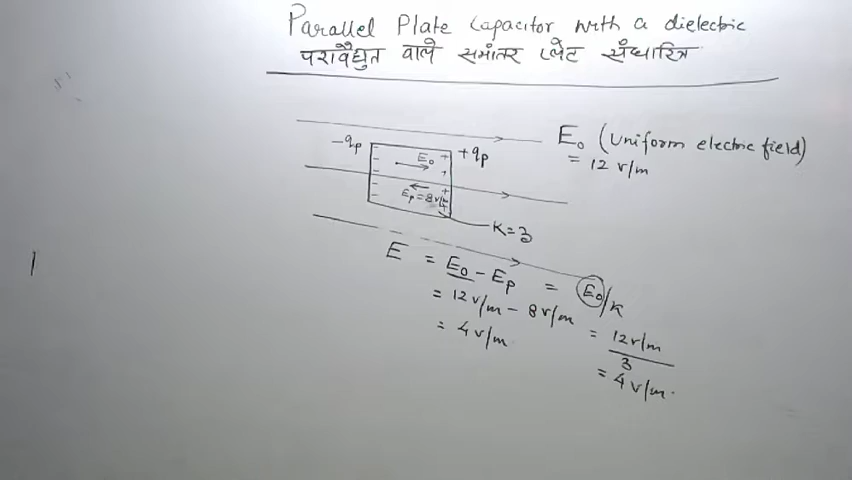 Parallel Plate Capacitor with a dielectric
परावैद्युत वाले समांतर प्लेट संधारित्र
E₀ (Uniform electric field)
= 12 v/m
-qₚ
+qₚ
E₀
Eₚ = 8 v/m
K = 3
E = E₀ - Eₚ = E₀/K
= 12 v/m - 8 v/m = 12 v/m / 3
= 4 v/m
= 4 v/m.